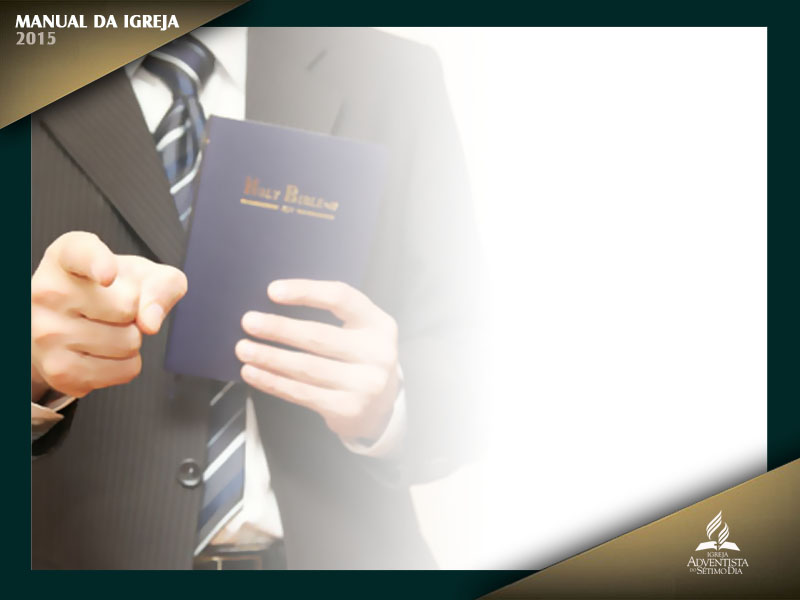 MANUAL DA IGREJA
2015
HOLY BIBLE
IGREJA
ADVENTISTA
DO SÉTIMO DIA